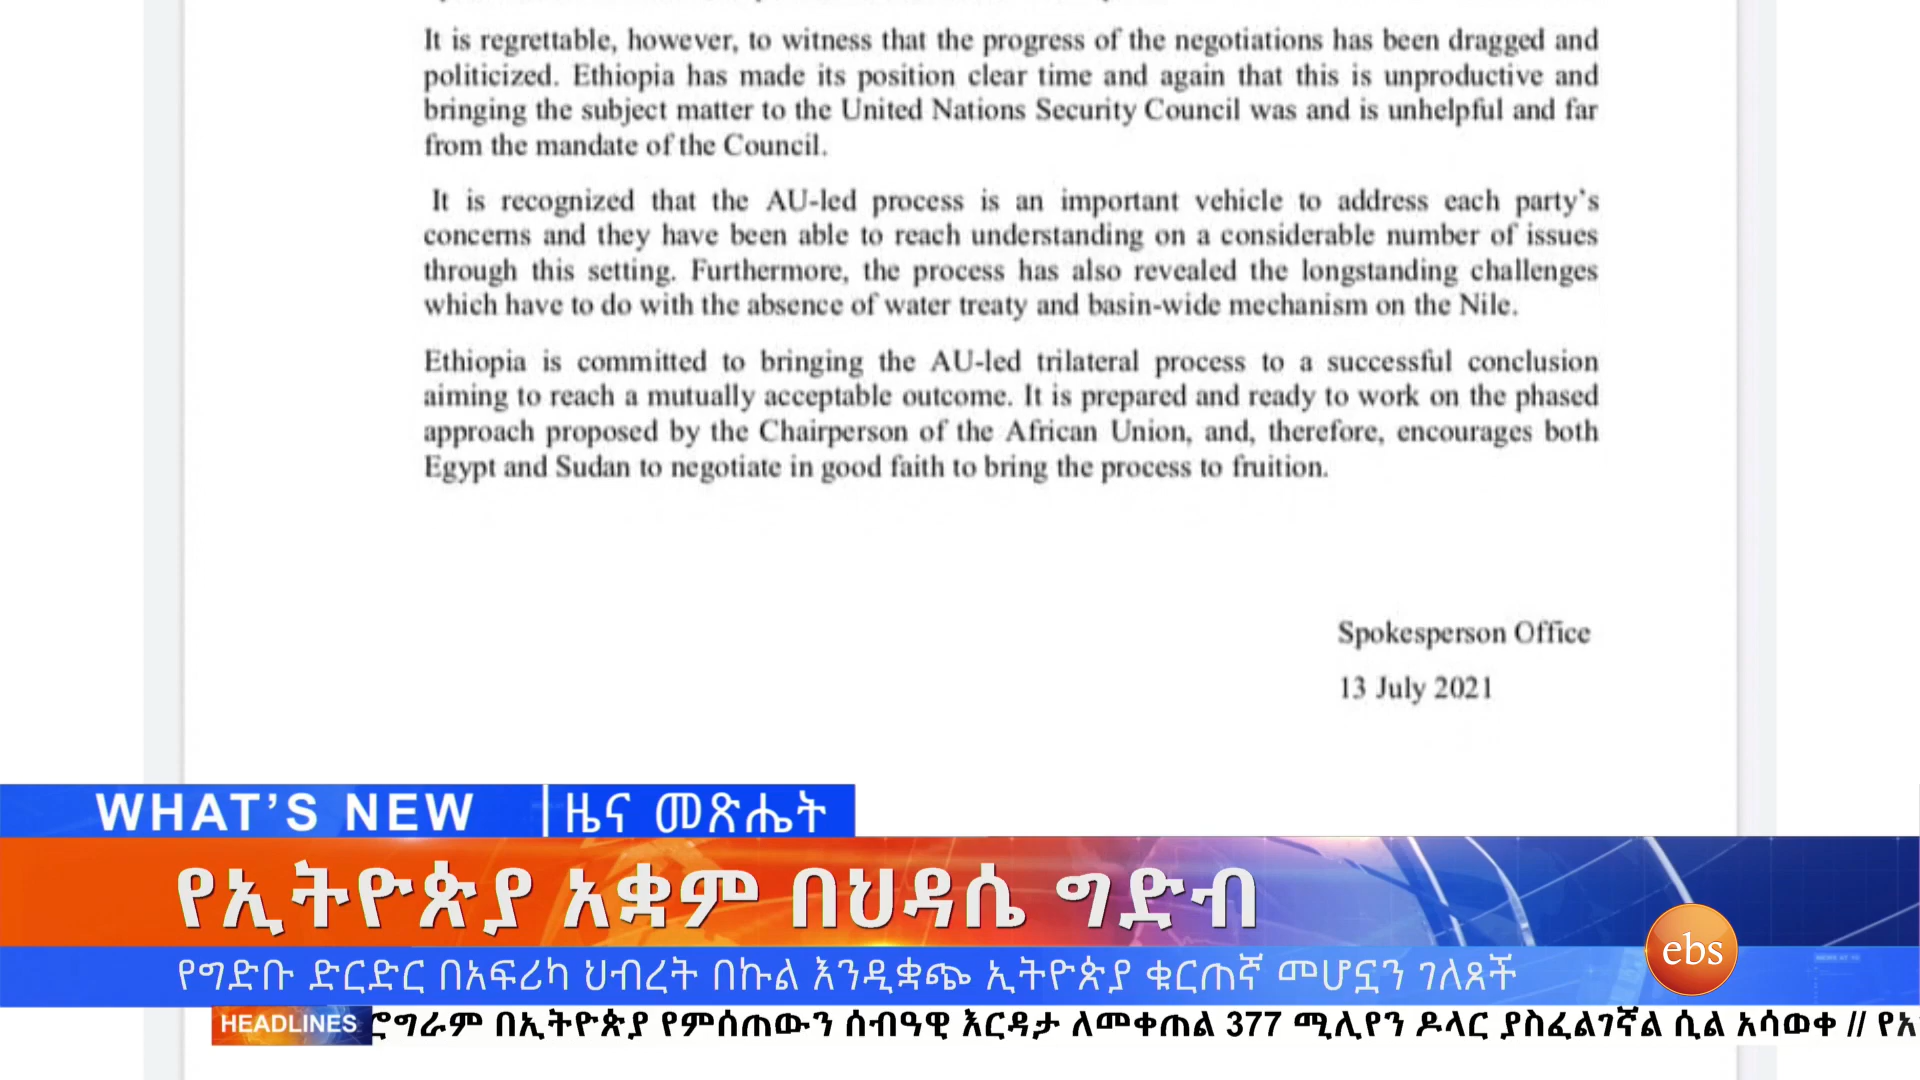 It is regrettable, however, to witness that the progress of the negotiations has been dragged and
politicized. Ethiopia has made its position clear time and again that this is unproductive and
bringing the subject matter to the United Nations Security Council was and is unhelpful and far
from the mandate of the Council.
It is recognized that the AU-led process is an important vehicle to address each party's
concerns and they have been able to reach understanding on a considerable number of issues
through this setting. Furthermore, the process has also revealed the longstanding challenges
which have to do with the absence of water treaty and basin-wide mechanism on the Nile.
Ethiopia is committed to bringing the AU-led trilateral process to a successful conclusion
aiming to reach a mutually acceptable outcome. It is prepared and ready to work on the phased
approach proposed by the Chairperson of the African Union, and, therefore, encourages both
Egypt and Sudan to negotiate in good faith to bring the process to fruition.
Spokesperson Office
13 July 2021
WHAT'S NEW | ዜና መጽሔት
የኢትዮጵያ አቋም በህዳሴ ግድብ
የግድቡ ድርድር በአፍሪካ ህብረት በኩል እንዲቋጭ ኢትዮጵያ ቁርጠኛ መሆኗን ገለጸች
ebs
HEADLINES ሮግራም በኢትዮጵያ የምሰጠውን ሰብዓዊ እርዳታ ለመቀጠል 377 ሚሊየን ዶላር ያስፈልገኛል ሲል አሳወቀ // የአ